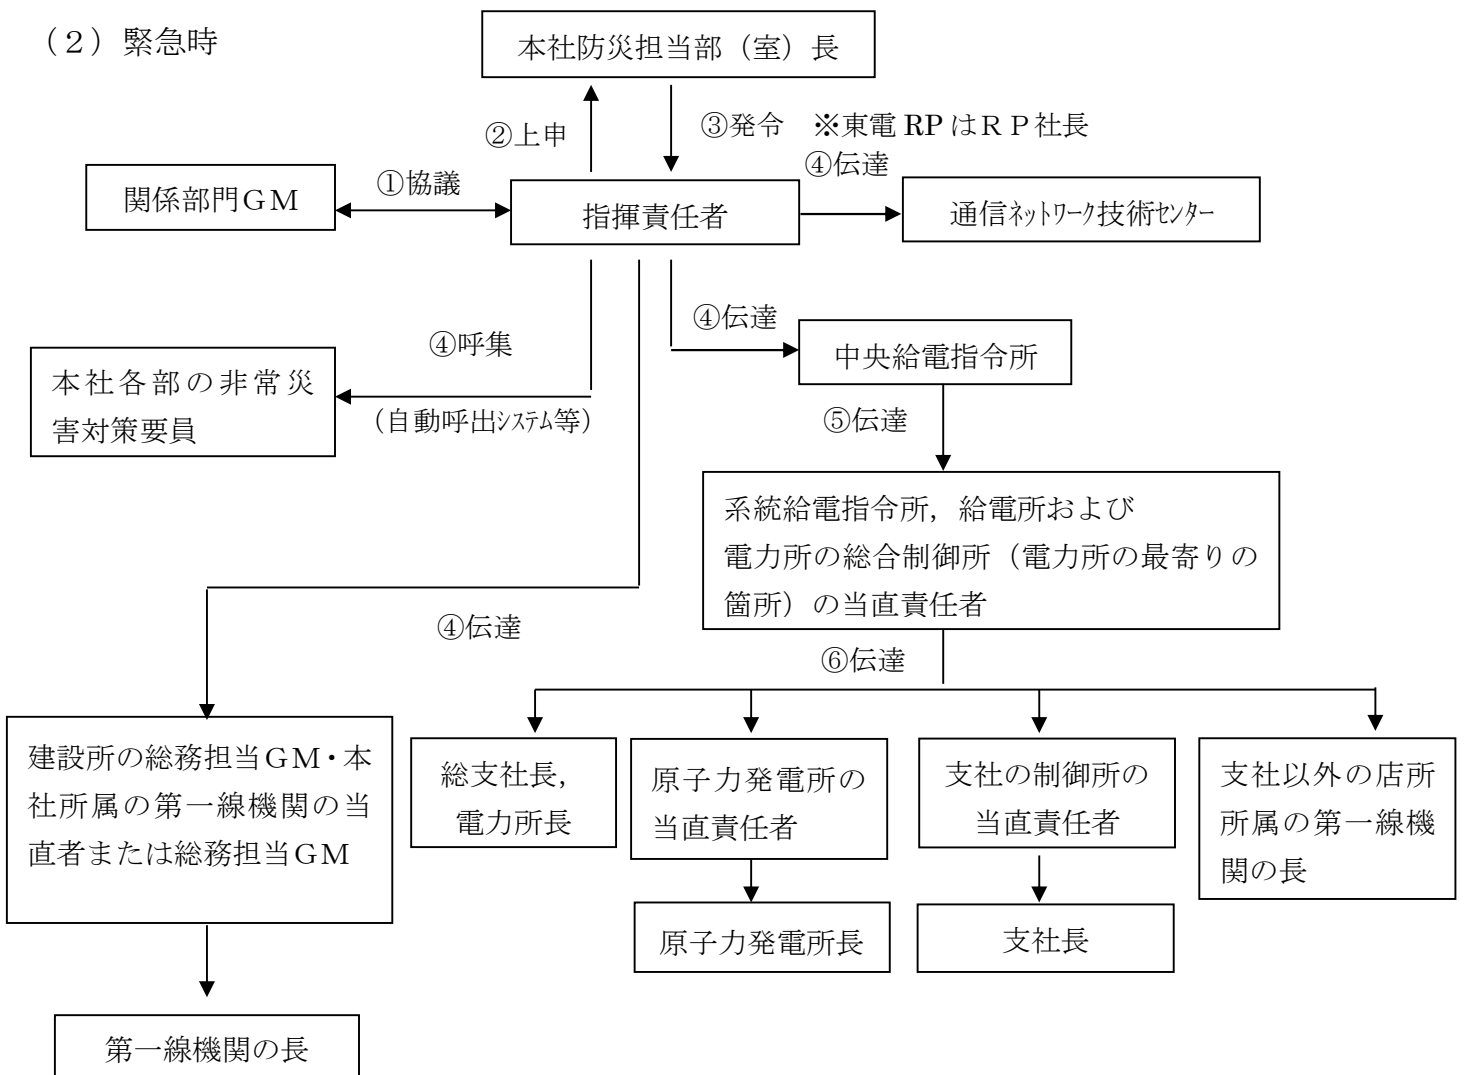 （２）緊急時
本社防災担当部（室）長
②上申
③発令　※東電 RP はＲＰ社長
④伝達
関係部門ＧＭ
①協議
指揮責任者
通信ﾈｯﾄﾜｰｸ技術ｾﾝﾀｰ
④呼集
（自動呼出ｼｽﾃﾑ等）
本社各部の非常災
害対策要員
④伝達
中央給電指令所
⑤伝達
系統給電指令所，給電所および
電力所の総合制御所（電力所の最寄りの
箇所）の当直責任者
④伝達
⑥伝達
建設所の総務担当ＧＭ・本
社所属の第一線機関の当
直者または総務担当ＧＭ
総支社長，
電力所長
原子力発電所の
当直責任者
支社の制御所の
当直責任者
支社以外の店所
所属の第一線機
関の長
原子力発電所長
支社長
第一線機関の長